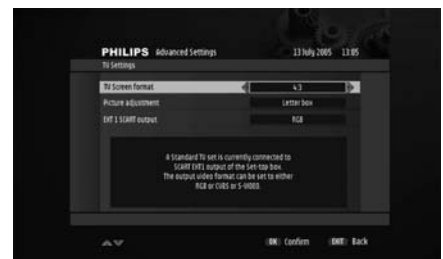 PHILIPS Advanced Settings 13 July 2005 13:05
TV Settings
TV Screen format 4:3
Picture adjustment Letter box
EXT 1 SCART output RGB
A Standard TV set is currently connected to
SCART EXT1 output of the Set-top box.
The output video format can be set to either
RGB or CVBS or S-VIDEO.
OK Confirm EXIT Back